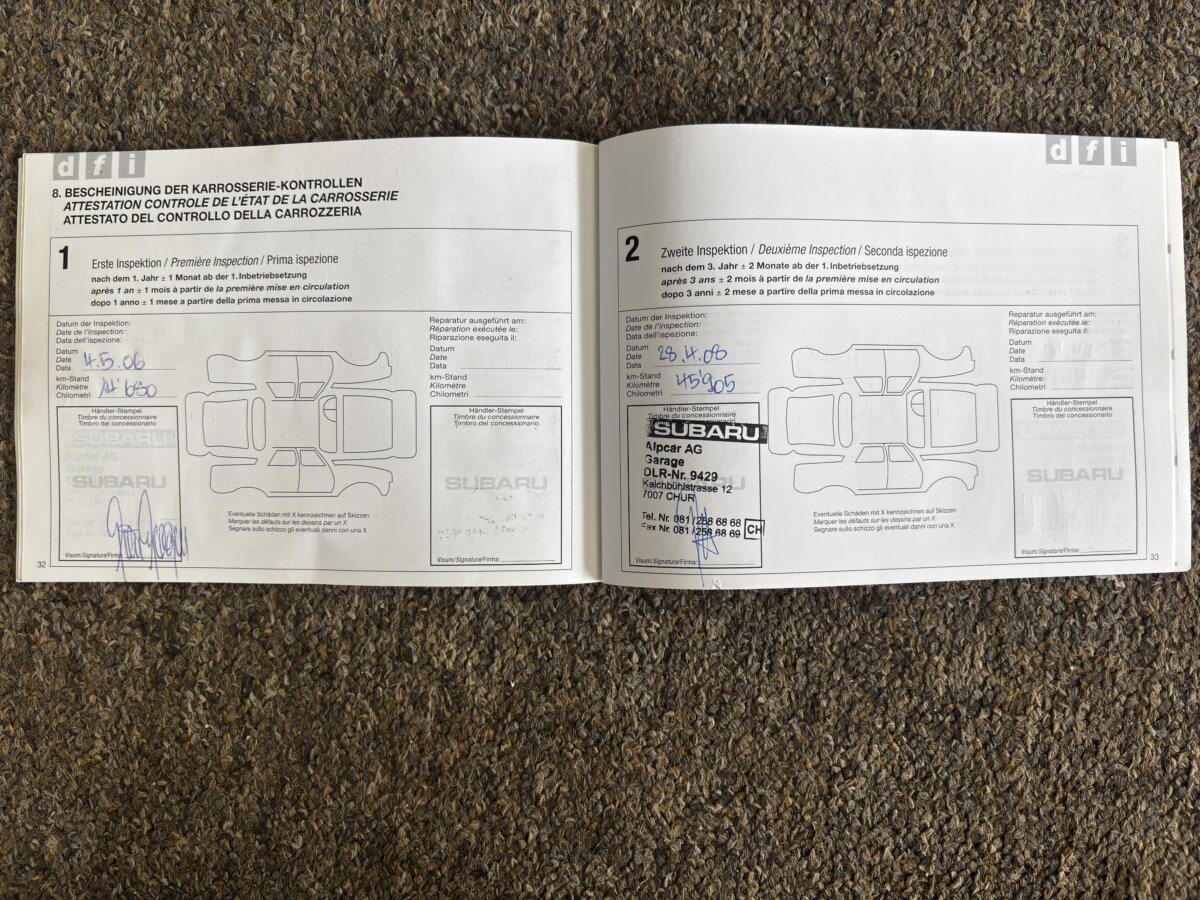 d f i
8. BESCHEINIGUNG DER KARROSSERIE-KONTROLLEN
ATTESTATION CONTROLE DE L'ÉTAT DE LA CARROSSERIE
ATTESTATO DEL CONTROLLO DELLA CARROZZERIA
1
Erste Inspektion / Première Inspection / Prima ispezione
nach dem 1. Jahr ± 1 Monat ab der 1. Inbetriebsetzung
après 1 an ± 1 mois à partir de la première mise en circulation
dopo 1 anno ± 1 mese a partire della prima messa in circolazione
Datum der Inspektion:
Date de l'inspection:
Data dell'ispezione:
Datum
Date 4.5.06
Data
km-Stand
Kilométre 14'680
Chilometri
Händler-Stempel
Timbre du concessionnaire
Timbro del concessionario
SUBARU
Alpcar AG
Garage
SUBARU
7007 CHUR
Visum/Signature/Firma:
Reparatur ausgeführt am:
Réparation exécutée le:
Riparazione eseguita il:
Datum
Date
Data
km-Stand
Kilométre
Chilometri
Händler-Stempel
Timbre du concessionnaire
Timbro del concessionario
SUBARU
Visum/Signature/Firma:
Eventuelle Schäden mit X kennzeichnen auf Skizzen
Marquer les défauts sur les dessins par un X
Segnare sullo schizzo gli eventuali danni con una X
32
d f i
2
Zweite Inspektion / Deuxième Inspection / Seconda ispezione
nach dem 3. Jahr ± 2 Monate ab der 1. Inbetriebsetzung
après 3 ans ± 2 mois à partir de la première mise en circulation
dopo 3 anni ± 2 mese a partire della prima messa in circolazione
Datum der Inspektion:
Date de l'inspection:
Data dell'ispezione:
Datum
Date 28.4.08
Data
km-Stand
Kilométre 45'905
Chilometri
Händler-Stempel
Timbre du concessionnaire
SUBARU
Alpcar AG
Garage
DLR-Nr. 9429
Kalchbühlstrasse 12
7007 CHUR
Tel. Nr. 081/258 68 68
Fax Nr. 081/258 68 69 CH
Visum/Signature/Firma:
Reparatur ausgeführt am:
Réparation exécutée le:
Riparazione eseguita il:
Datum
Date
Data
km-Stand
Kilométre
Chilometri
Händler-Stempel
Timbre du concessionnaire
Timbro del concessionario
SUBARU
Visum/Signature/Firma:
Eventuelle Schäden mit X kennzeichnen auf Skizzen
Marquer les défauts sur les dessins par un X
Segnare sullo schizzo gli eventuali danni con una X
33